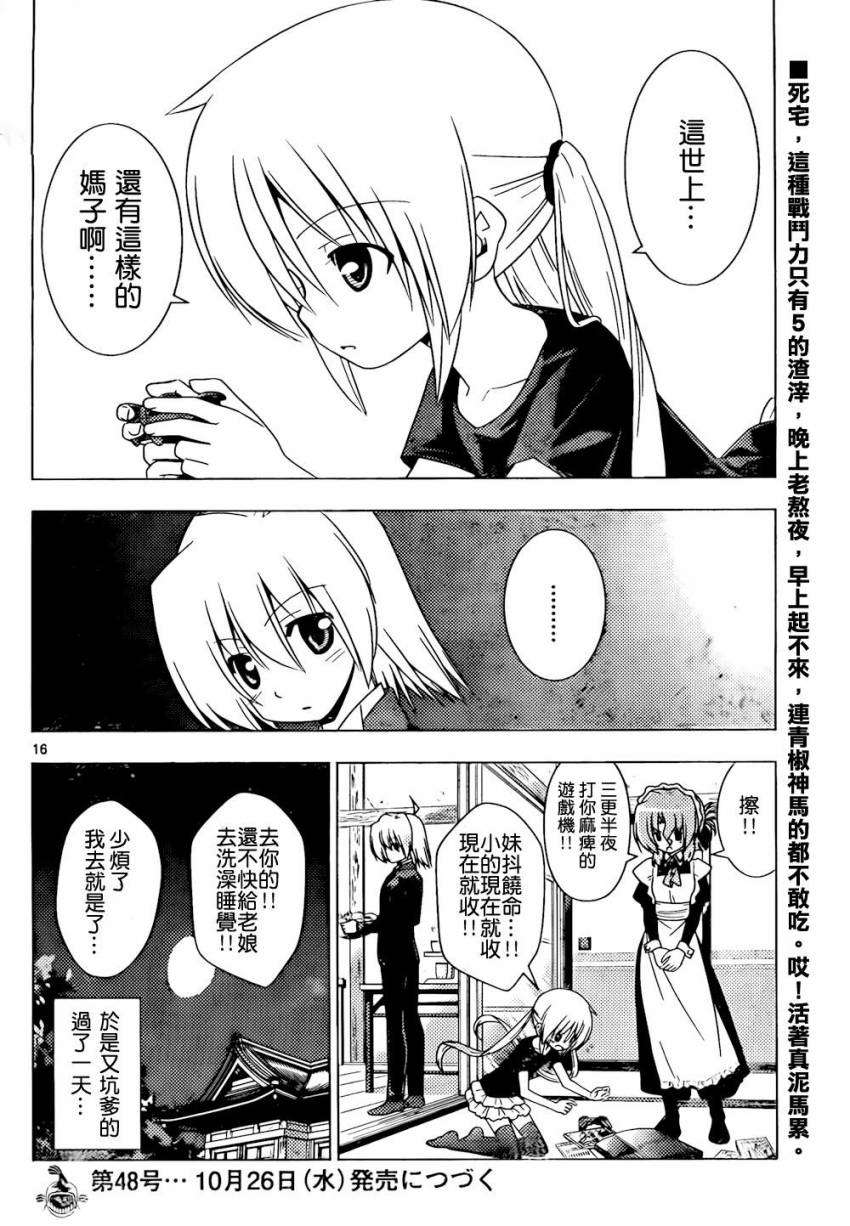 ■死宅，這種戰鬥力只有5的渣滓，晚上老熬夜，早上起不來，連青椒神馬的都不敢吃。哎！活著真泥馬累。
這世上…
還有這樣的
媽子啊……
………
16
擦!!
三更半夜
打你麻痺的
遊戲機!!
妹抖饒命…!!
小的現在就收
現在就收!!
去你的!!
還不快給老娘
去洗澡睡覺!!
少煩了
我去就是了…
於是又坑爹的
過了一天…
第48号… 10月26日(水)発売につづく